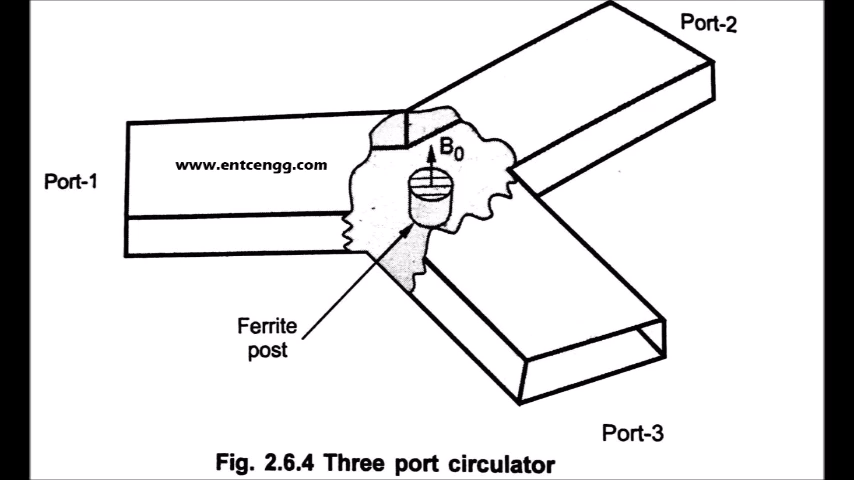 Port-2
B0
www.entcengg.com
Port-1
Ferrite
post
Port-3
Fig. 2.6.4 Three port circulator